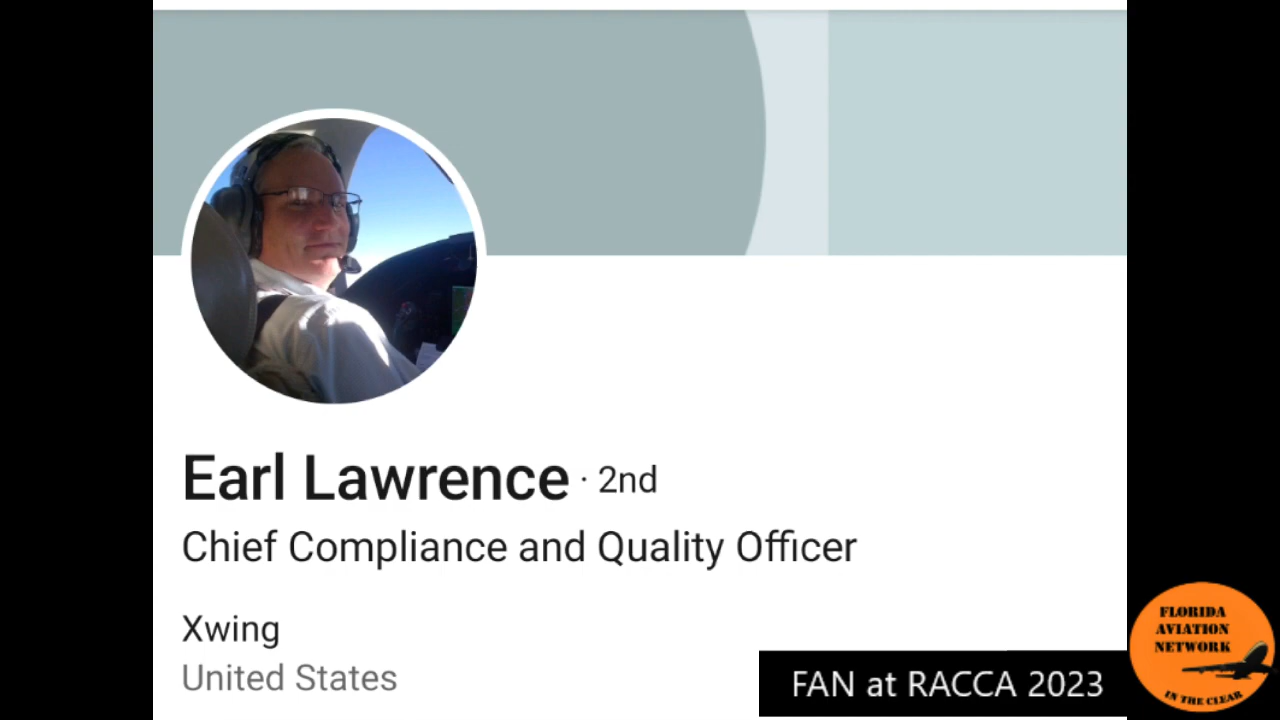 Earl Lawrence · 2nd
Chief Compliance and Quality Officer
Xwing
United States
FAN at RACCA 2023
FLORIDA
AVIATION
NETWORK
IN THE CLEAR